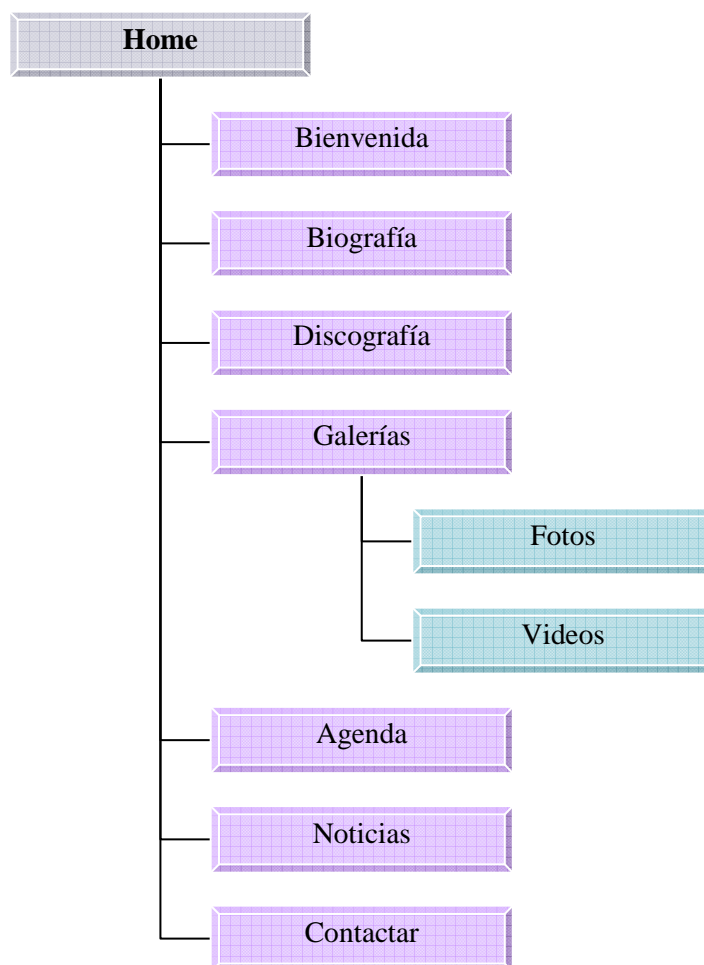 Home
Bienvenida
Biografía
Discografía
Galerías
Fotos
Videos
Agenda
Noticias
Contactar